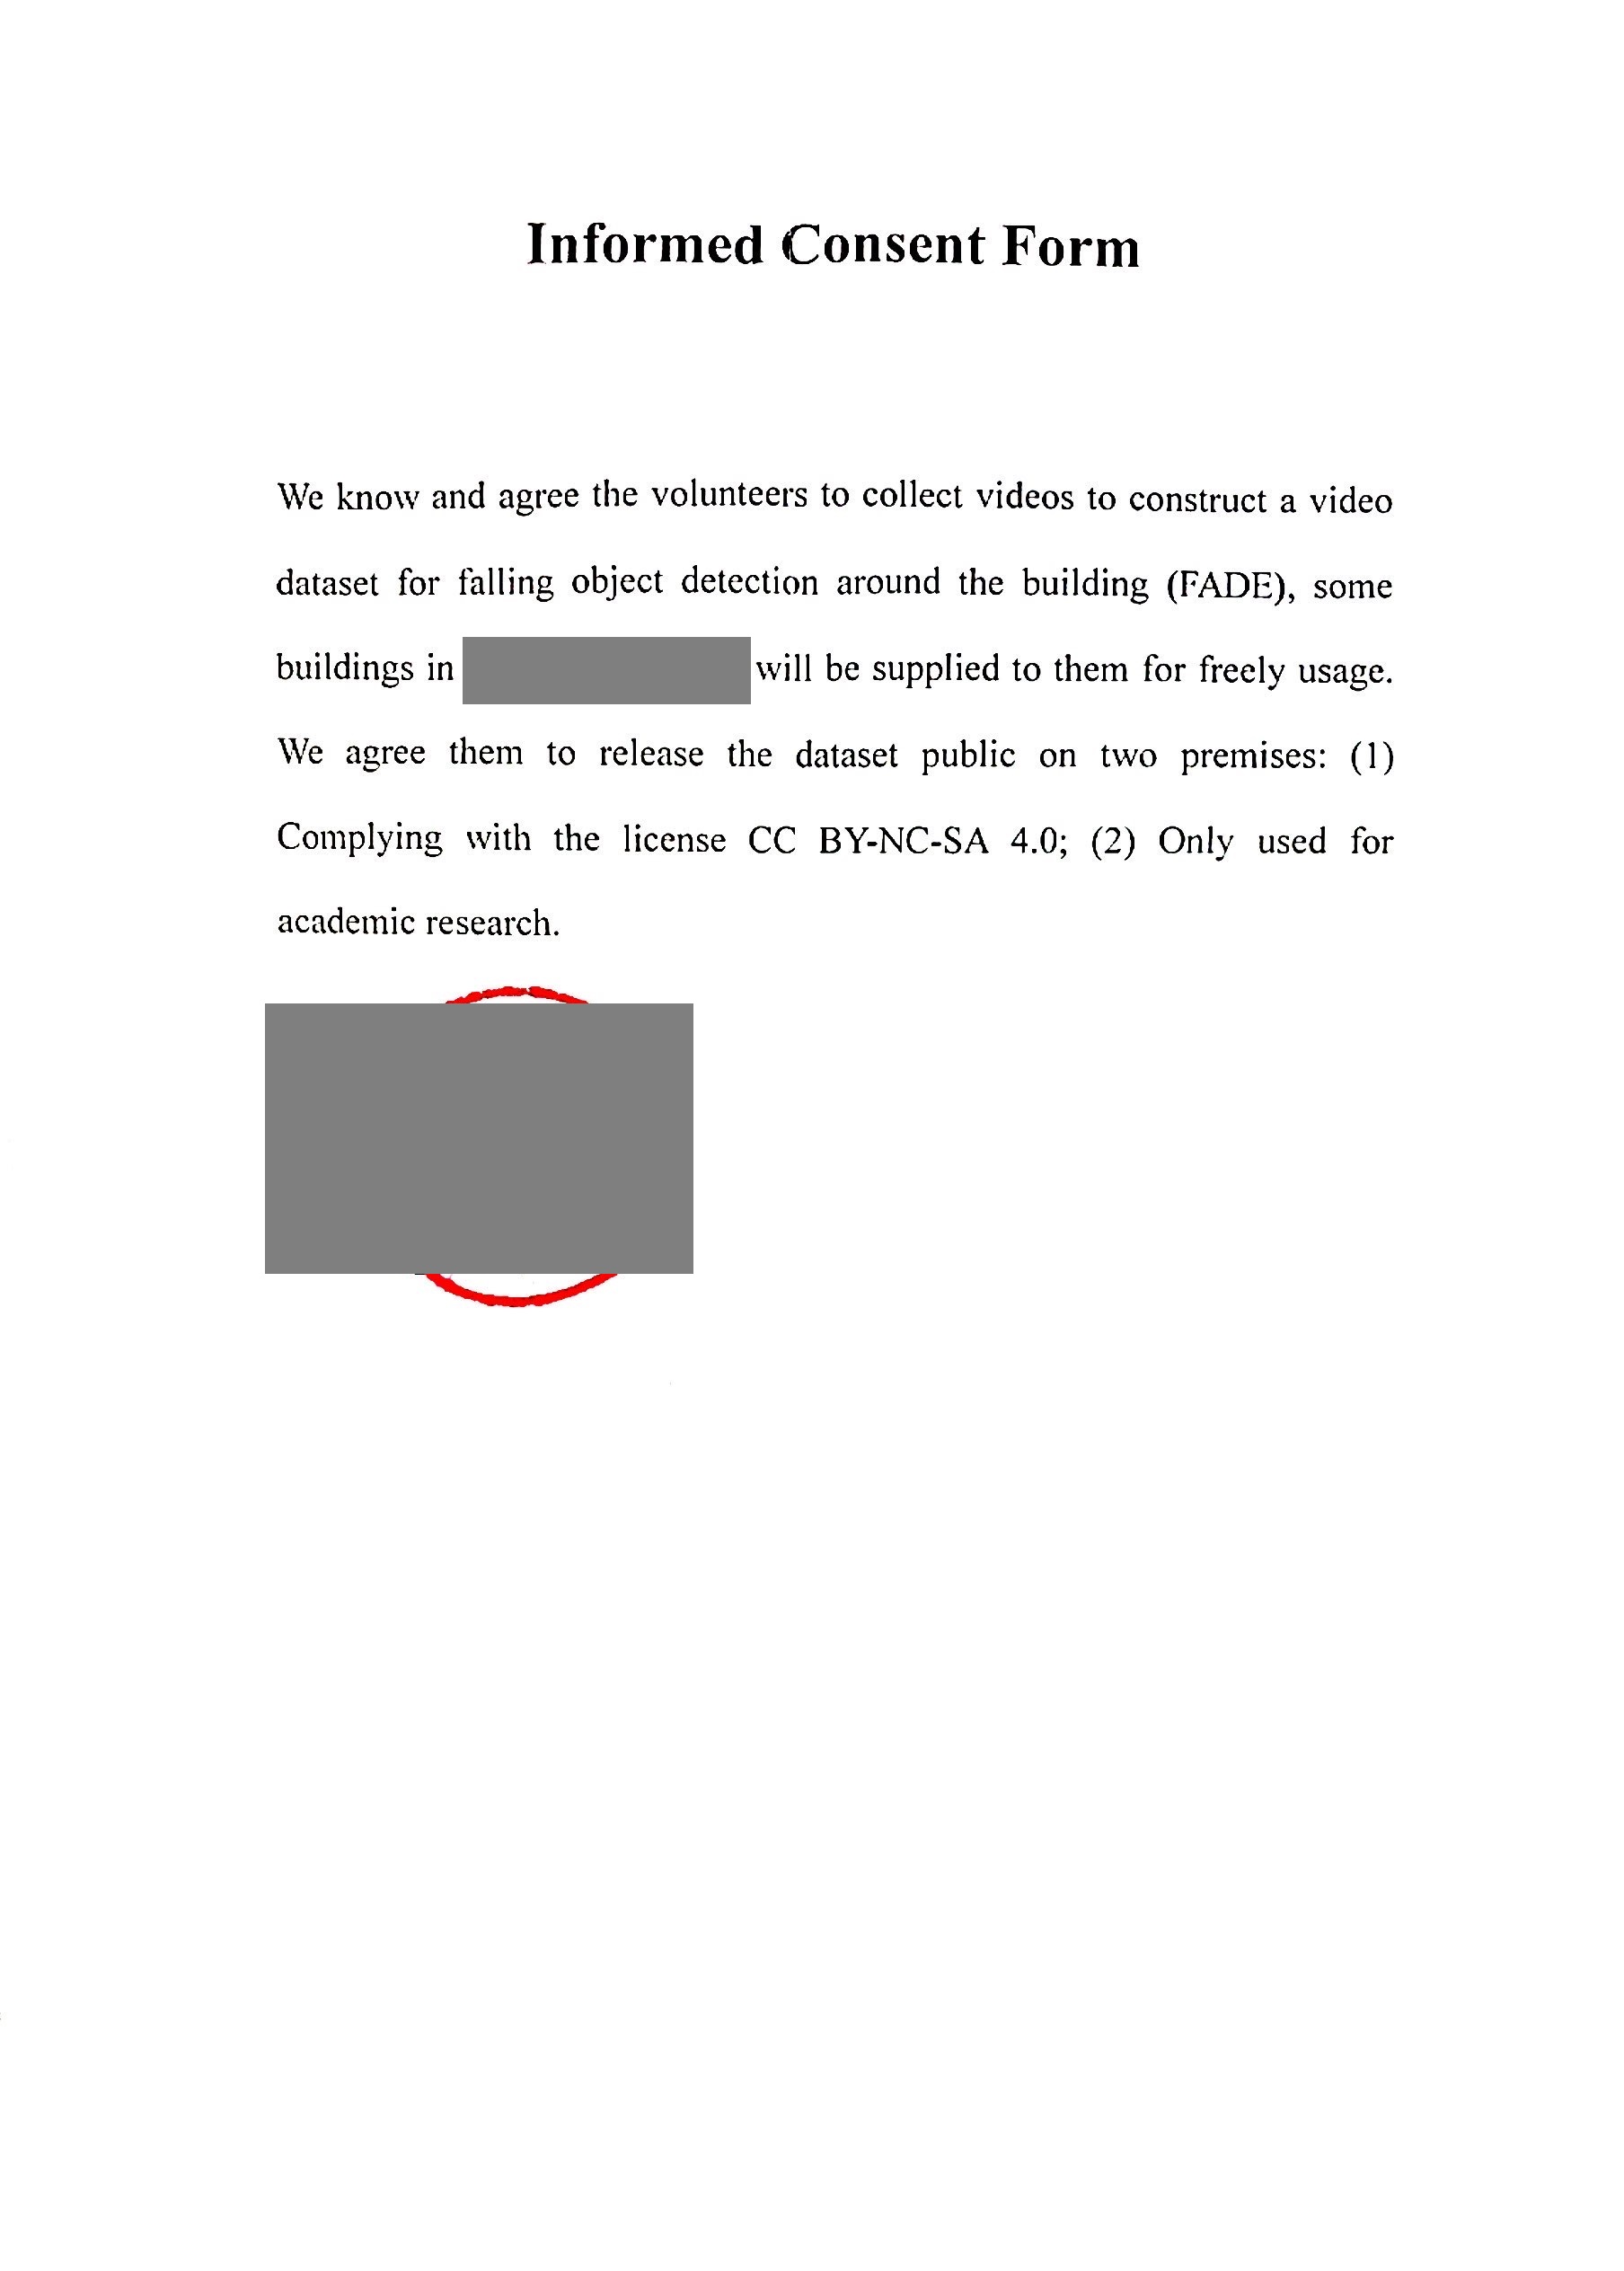 Informed Consent Form
We know and agree the volunteers to collect videos to construct a video
dataset for falling object detection around the building (FADE), some
buildings in will be supplied to them for freely usage.
We agree them to release the dataset public on two premises: (1)
Complying with the license CC BY-NC-SA 4.0; (2) Only used for
academic research.